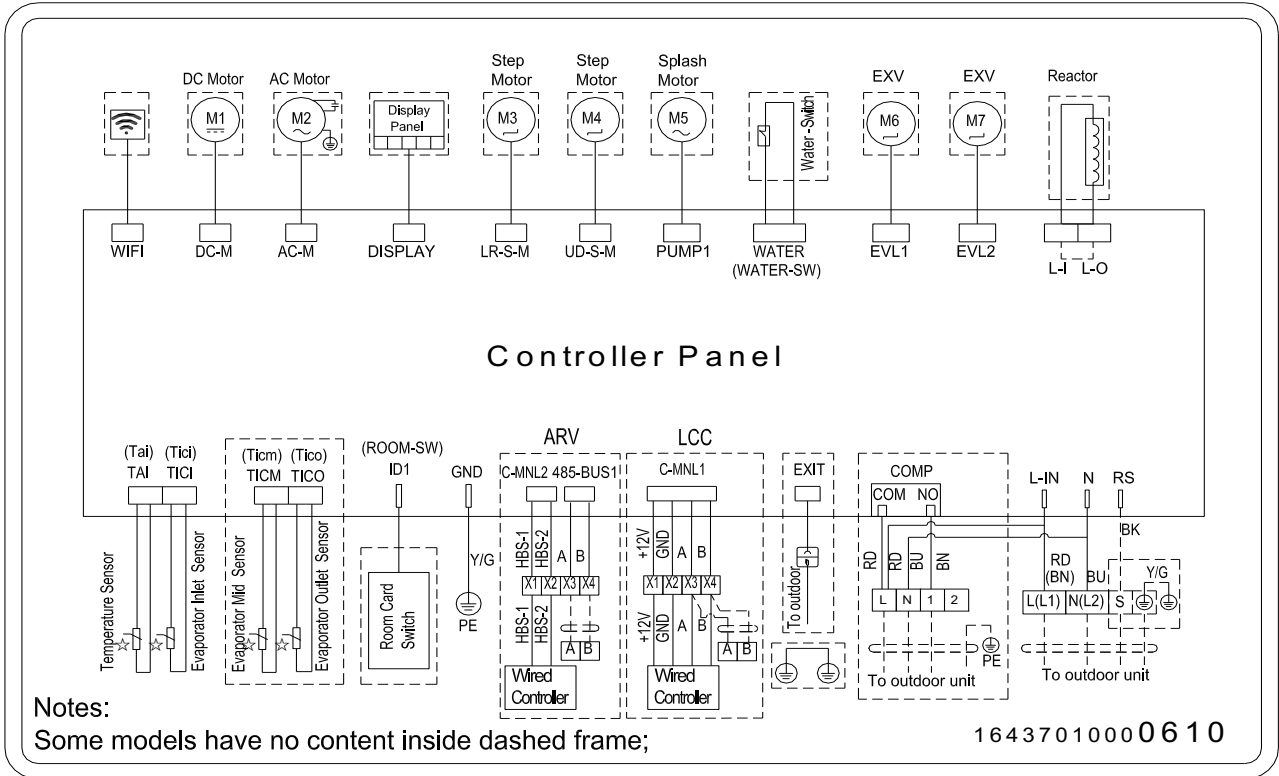 DC Motor
AC Motor
Step
Motor
Step
Motor
Splash
Motor
EXV
EXV
Reactor
M1
M2
Display
Panel
M3
M4
M5
Water -Switch
M6
M7
WIFI
DC-M
AC-M
DISPLAY
LR-S-M
UD-S-M
PUMP1
WATER
(WATER-SW)
EVL1
EVL2
L-I
L-O
Controller Panel
(Tai)
TAI
(Tici)
TICI
(Ticm)
TICM
(Tico)
TICO
(ROOM-SW)
ID1
GND
ARV
C-MNL2
485-BUS1
LCC
C-MNL1
EXIT
COMP
COM
NO
L-IN
N
RS
Temperature Sensor
Evaporator Inlet Sensor
Evaporator Mid Sensor
Evaporator Outlet Sensor
Room Card
Switch
Y/G
PE
HBS-1
HBS-2
A
B
X1
X2
X3
X4
HBS-1
HBS-2
A
B
Wired
Controller
+12V
GND
A
B
X1
X2
X3
X4
+12V
GND
A
B
A
B
Wired
Controller
To outdoor
RD
RD
BU
BN
L
N
1
2
PE
To outdoor unit
BK
RD
(BN)
BU
Y/G
L(L1)
N(L2)
S
To outdoor unit
Notes:
Some models have no content inside dashed frame;
16437010000610